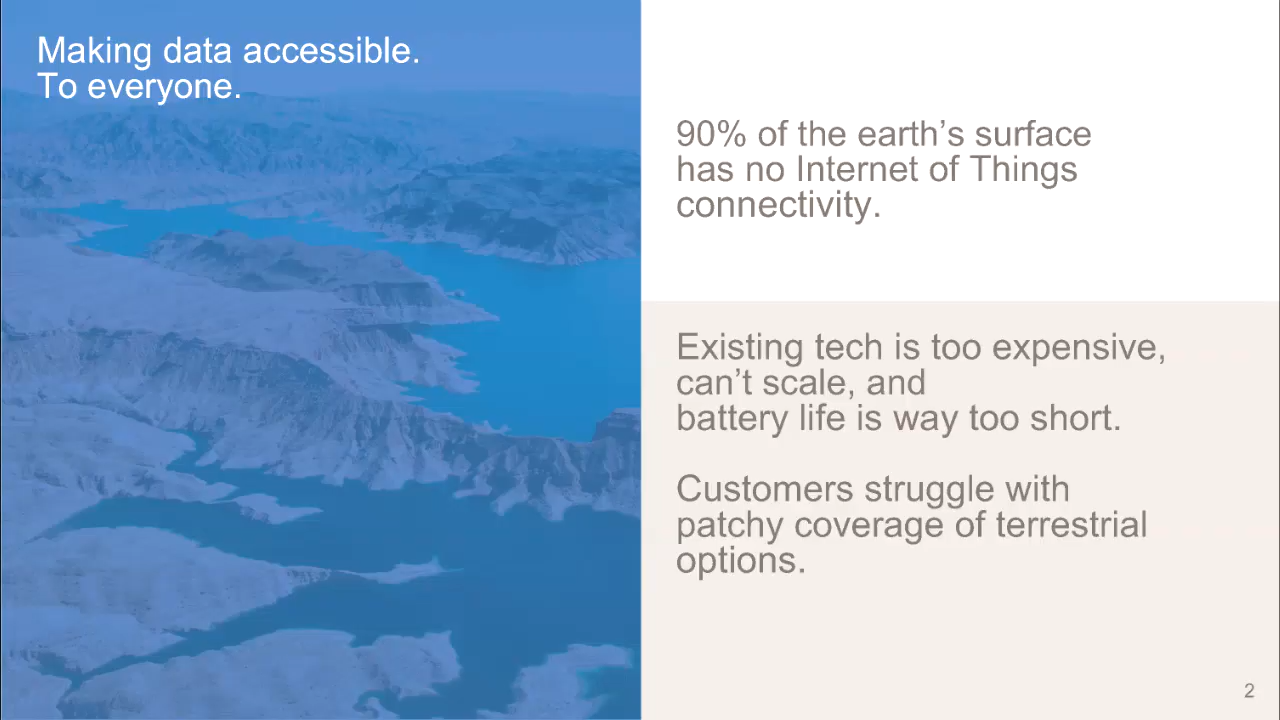 Making data accessible.
To everyone.
90% of the earth’s surface
has no Internet of Things
connectivity.
Existing tech is too expensive,
can’t scale, and
battery life is way too short.
Customers struggle with
patchy coverage of terrestrial
options.
2